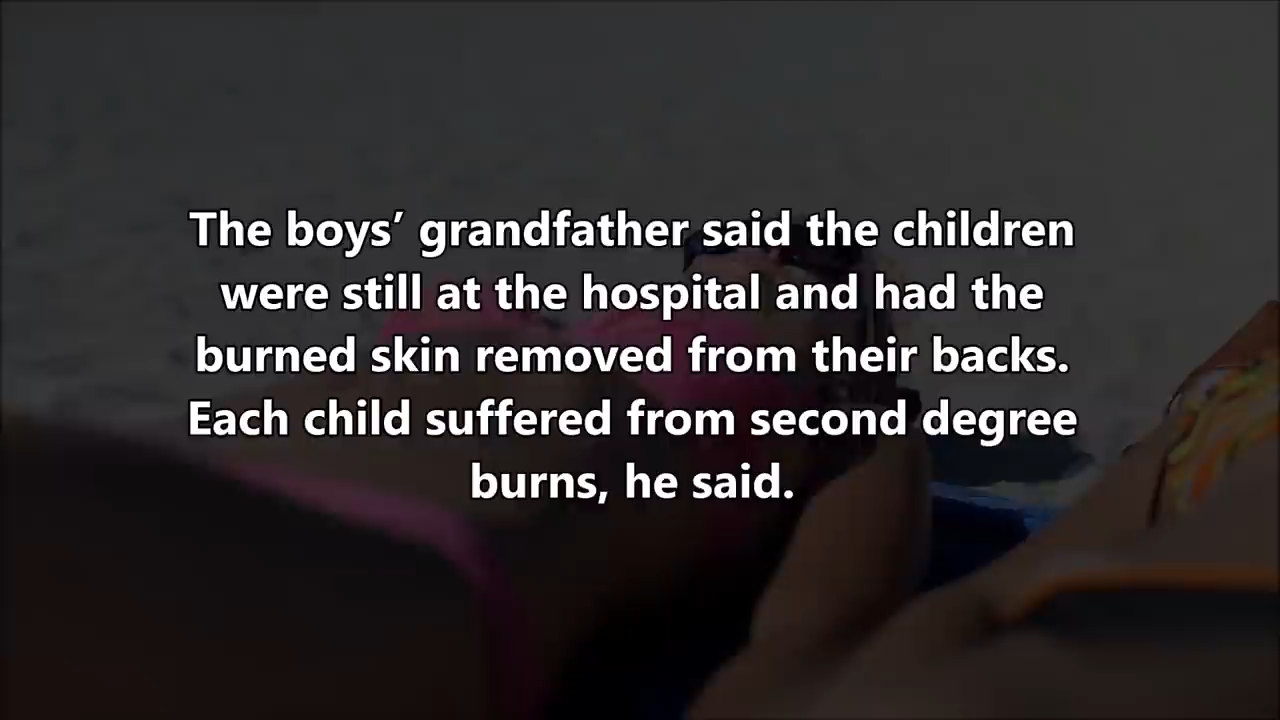 The boys’ grandfather said the children
were still at the hospital and had the
burned skin removed from their backs.
Each child suffered from second degree
burns, he said.